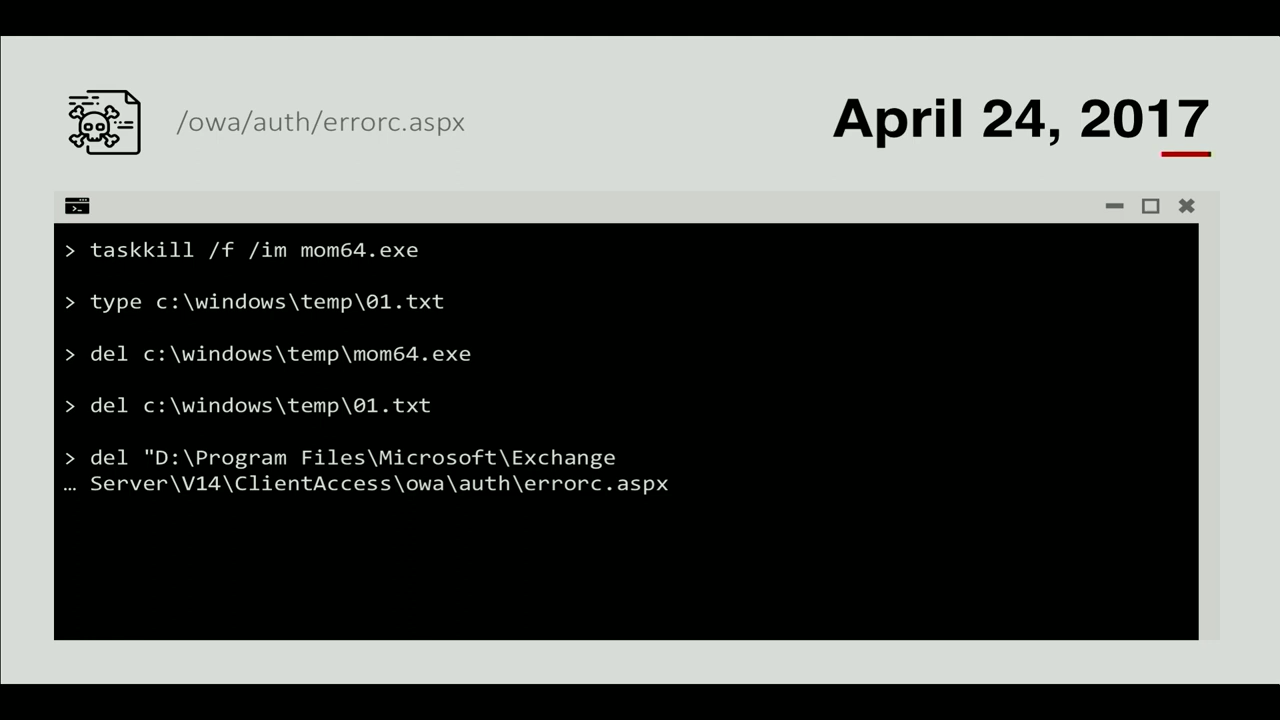 /owa/auth/errorc.aspx
April 24, 2017
> taskkill /f /im mom64.exe
> type c:\windows\temp\01.txt
> del c:\windows\temp\mom64.exe
> del c:\windows\temp\01.txt
> del "D:\Program Files\Microsoft\Exchange
… Server\V14\ClientAccess\owa\auth\errorc.aspx